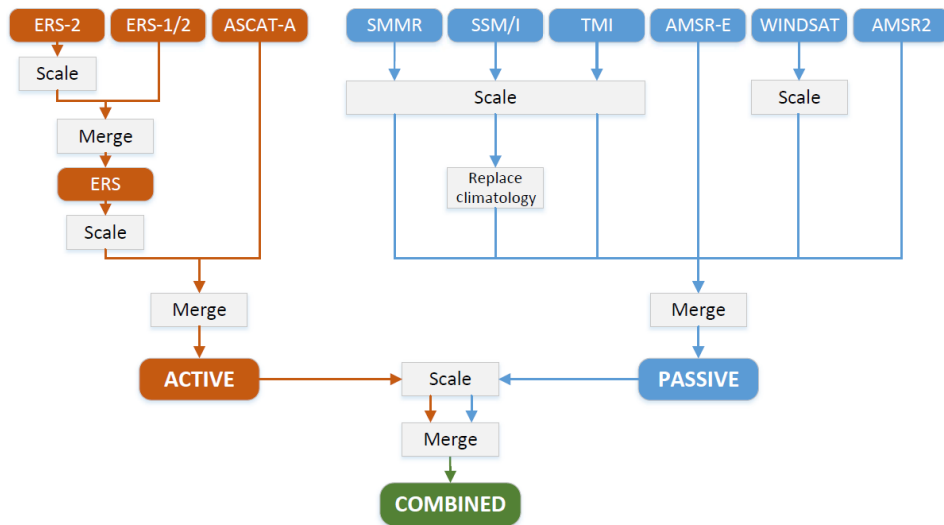 ERS-2
ERS-1/2
ASCAT-A
SMMR
SSM/I
TMI
AMSR-E
WINDSAT
AMSR2
Scale
Scale
Scale
Merge
ERS
Replace
climatology
Scale
Merge
Merge
ACTIVE
Scale
PASSIVE
Merge
COMBINED